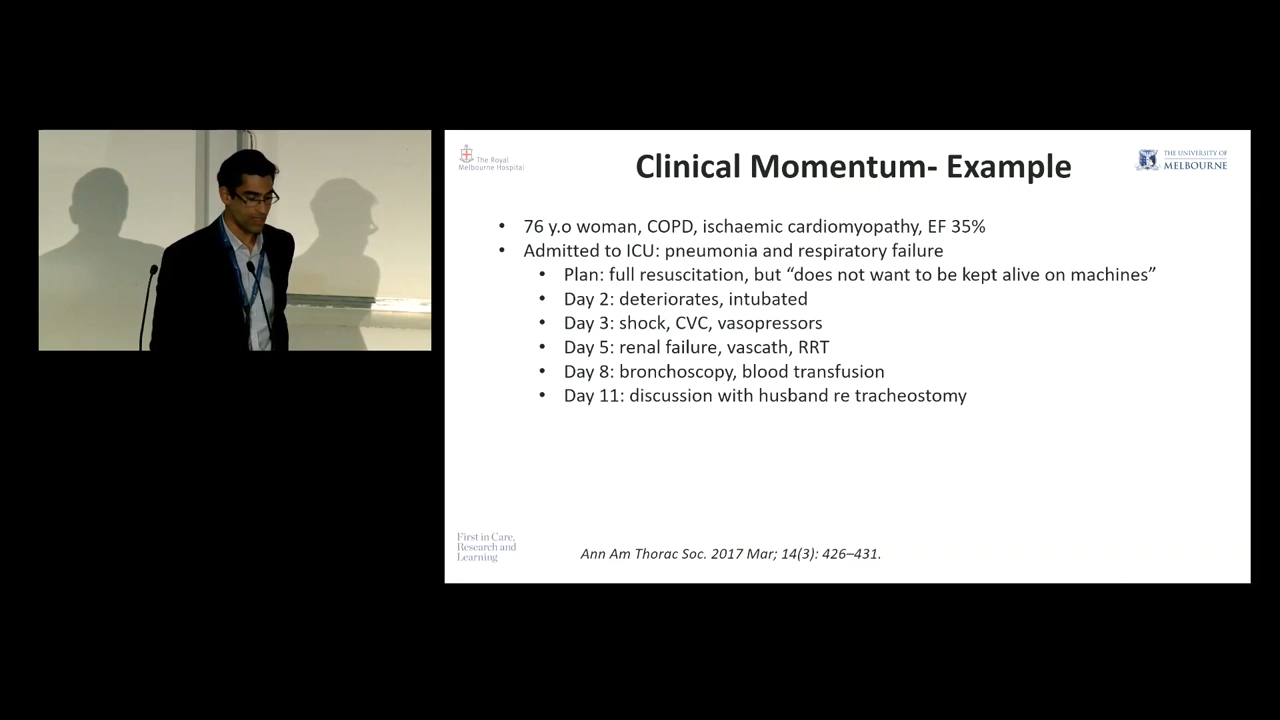 The Royal
Melbourne Hospital
Clinical Momentum- Example
THE UNIVERSITY OF
MELBOURNE
• 76 y.o woman, COPD, ischaemic cardiomyopathy, EF 35%
• Admitted to ICU: pneumonia and respiratory failure
• Plan: full resuscitation, but “does not want to be kept alive on machines”
• Day 2: deteriorates, intubated
• Day 3: shock, CVC, vasopressors
• Day 5: renal failure, vascath, RRT
• Day 8: bronchoscopy, blood transfusion
• Day 11: discussion with husband re tracheostomy
First in Care,
Research and
Learning
Ann Am Thorac Soc. 2017 Mar; 14(3): 426–431.